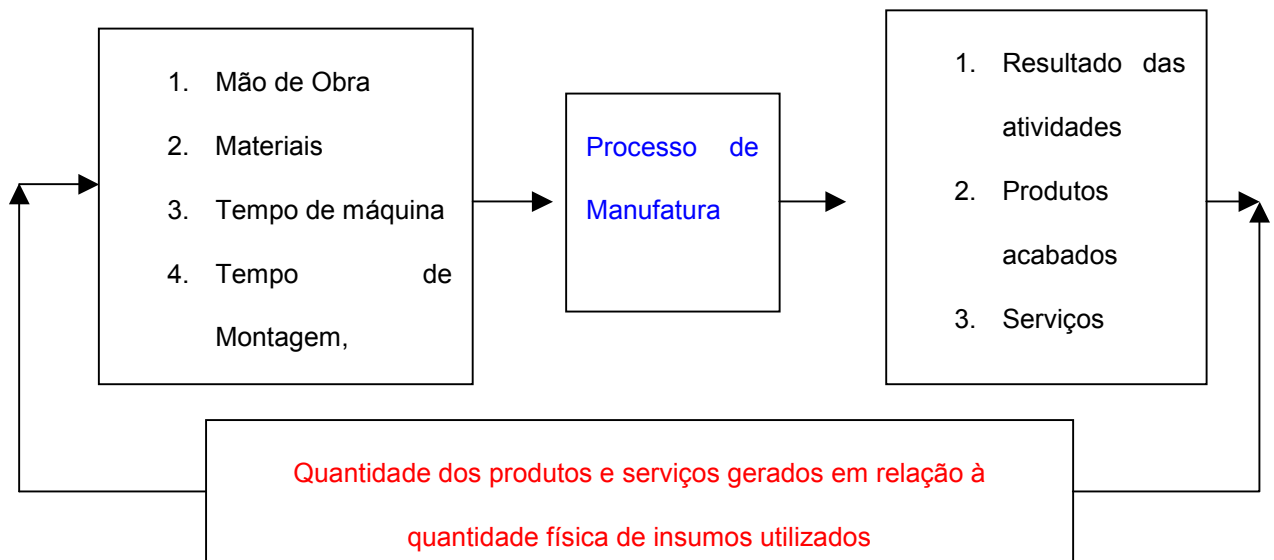 1. Mão de Obra
2. Materiais
3. Tempo de máquina
4. Tempo de
Montagem,
Processo de
Manufatura
1. Resultado das
atividades
2. Produtos
acabados
3. Serviços
Quantidade dos produtos e serviços gerados em relação à
quantidade física de insumos utilizados